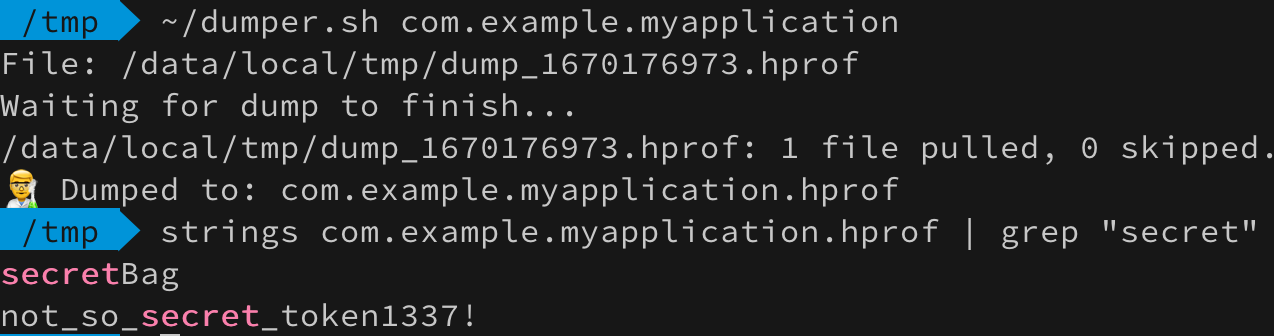 /tmp ~/dumper.sh com.example.myapplication
File: /data/local/tmp/dump_1670176973.hprof
Waiting for dump to finish...
/data/local/tmp/dump_1670176973.hprof: 1 file pulled, 0 skipped.
👨‍🔬 Dumped to: com.example.myapplication.hprof
/tmp strings com.example.myapplication.hprof | grep "secret"
secretBag
not_so_secret_token1337!